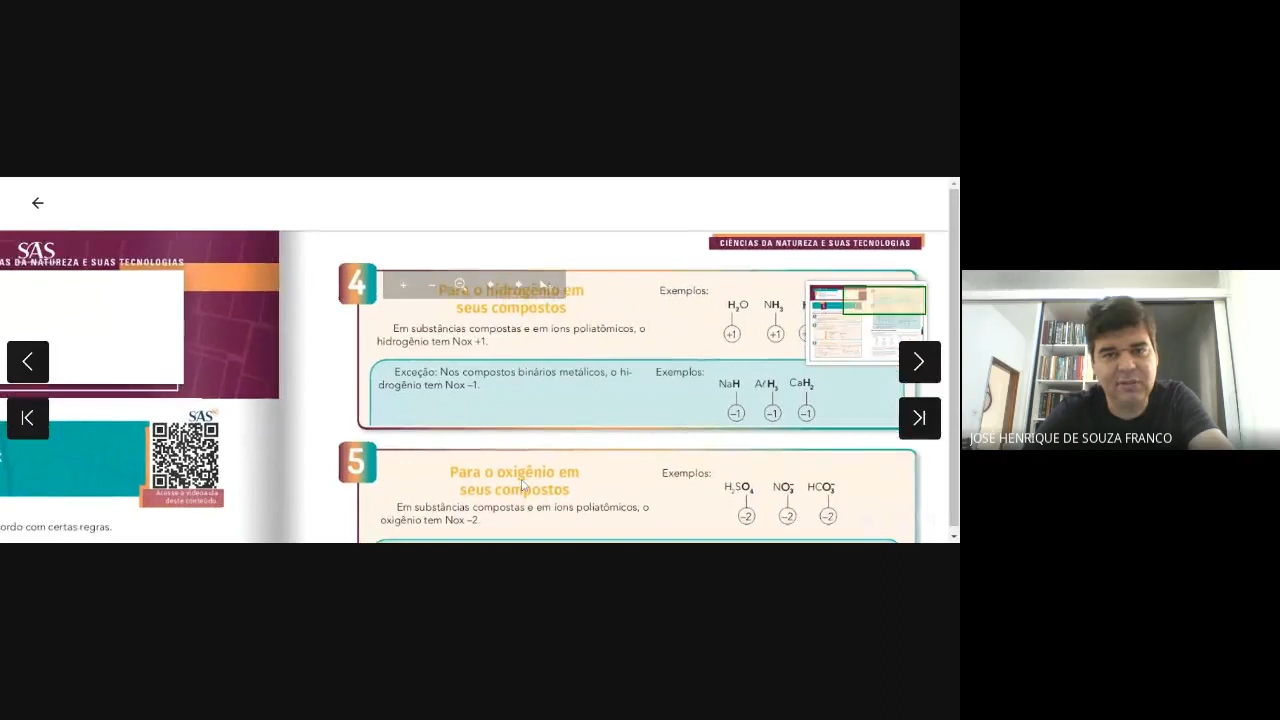 SAS
AS DA NATUREZA E SUAS TECNOLOGIAS
SAS
Acesse a videoaula
deste conteúdo.
ordo com certas regras.
CIÊNCIAS DA NATUREZA E SUAS TECNOLOGIAS
4
Para o hidrogênio em
seus compostos
Em substâncias compostas e em íons poliatômicos, o
hidrogênio tem Nox +1.
Exemplos:
H₂O NH₃
+1 +1
Exceção: Nos compostos binários metálicos, o hi-
drogênio tem Nox –1.
Exemplos:
NaH AℓH₃ CaH₂
–1 –1 –1
5
Para o oxigênio em
seus compostos
Em substâncias compostas e em íons poliatômicos, o
oxigênio tem Nox –2.
Exemplos:
H₂SO₄ NO₃⁻ HCO₃⁻
–2 –2 –2
JOSÉ HENRIQUE DE SOUZA FRANCO